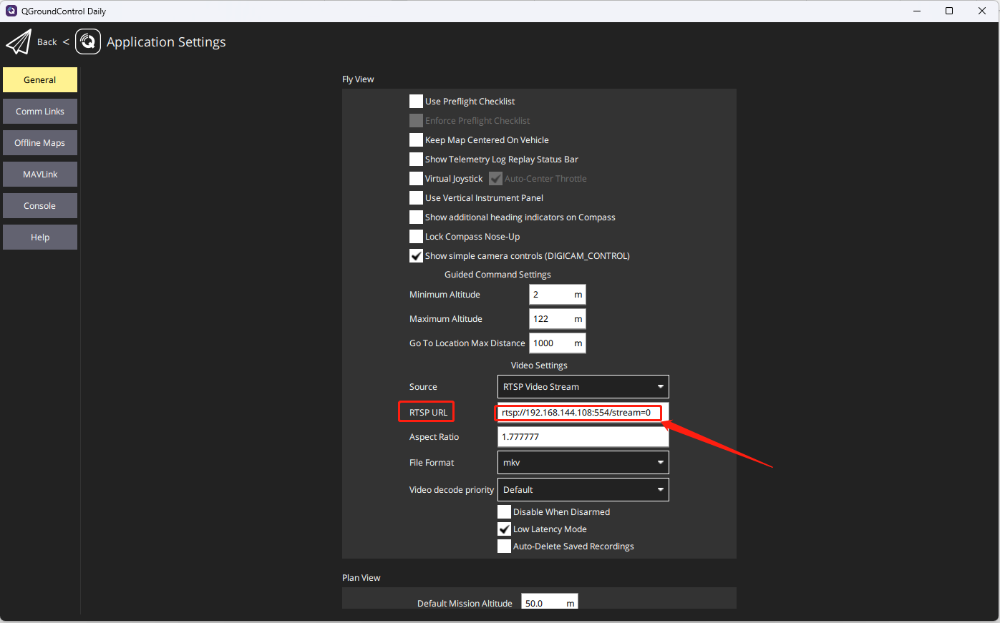 QGroundControl Daily
Back < Application Settings
General
Comm Links
Offline Maps
MAVLink
Console
Help
Fly View
Use Preflight Checklist
Enforce Preflight Checklist
Keep Map Centered On Vehicle
Show Telemetry Log Replay Status Bar
Virtual Joystick Auto-Center Throttle
Use Vertical Instrument Panel
Show additional heading indicators on Compass
Lock Compass Nose-Up
Show simple camera controls (DIGICAM_CONTROL)
Guided Command Settings
Minimum Altitude 2 m
Maximum Altitude 122 m
Go To Location Max Distance 1000 m
Video Settings
Source RTSP Video Stream
RTSP URL rtsp://192.168.144.108:554/stream=0
Aspect Ratio 1.777777
File Format mkv
Video decode priority Default
Disable When Disarmed
Low Latency Mode
Auto-Delete Saved Recordings
Plan View
Default Mission Altitude 50.0 m